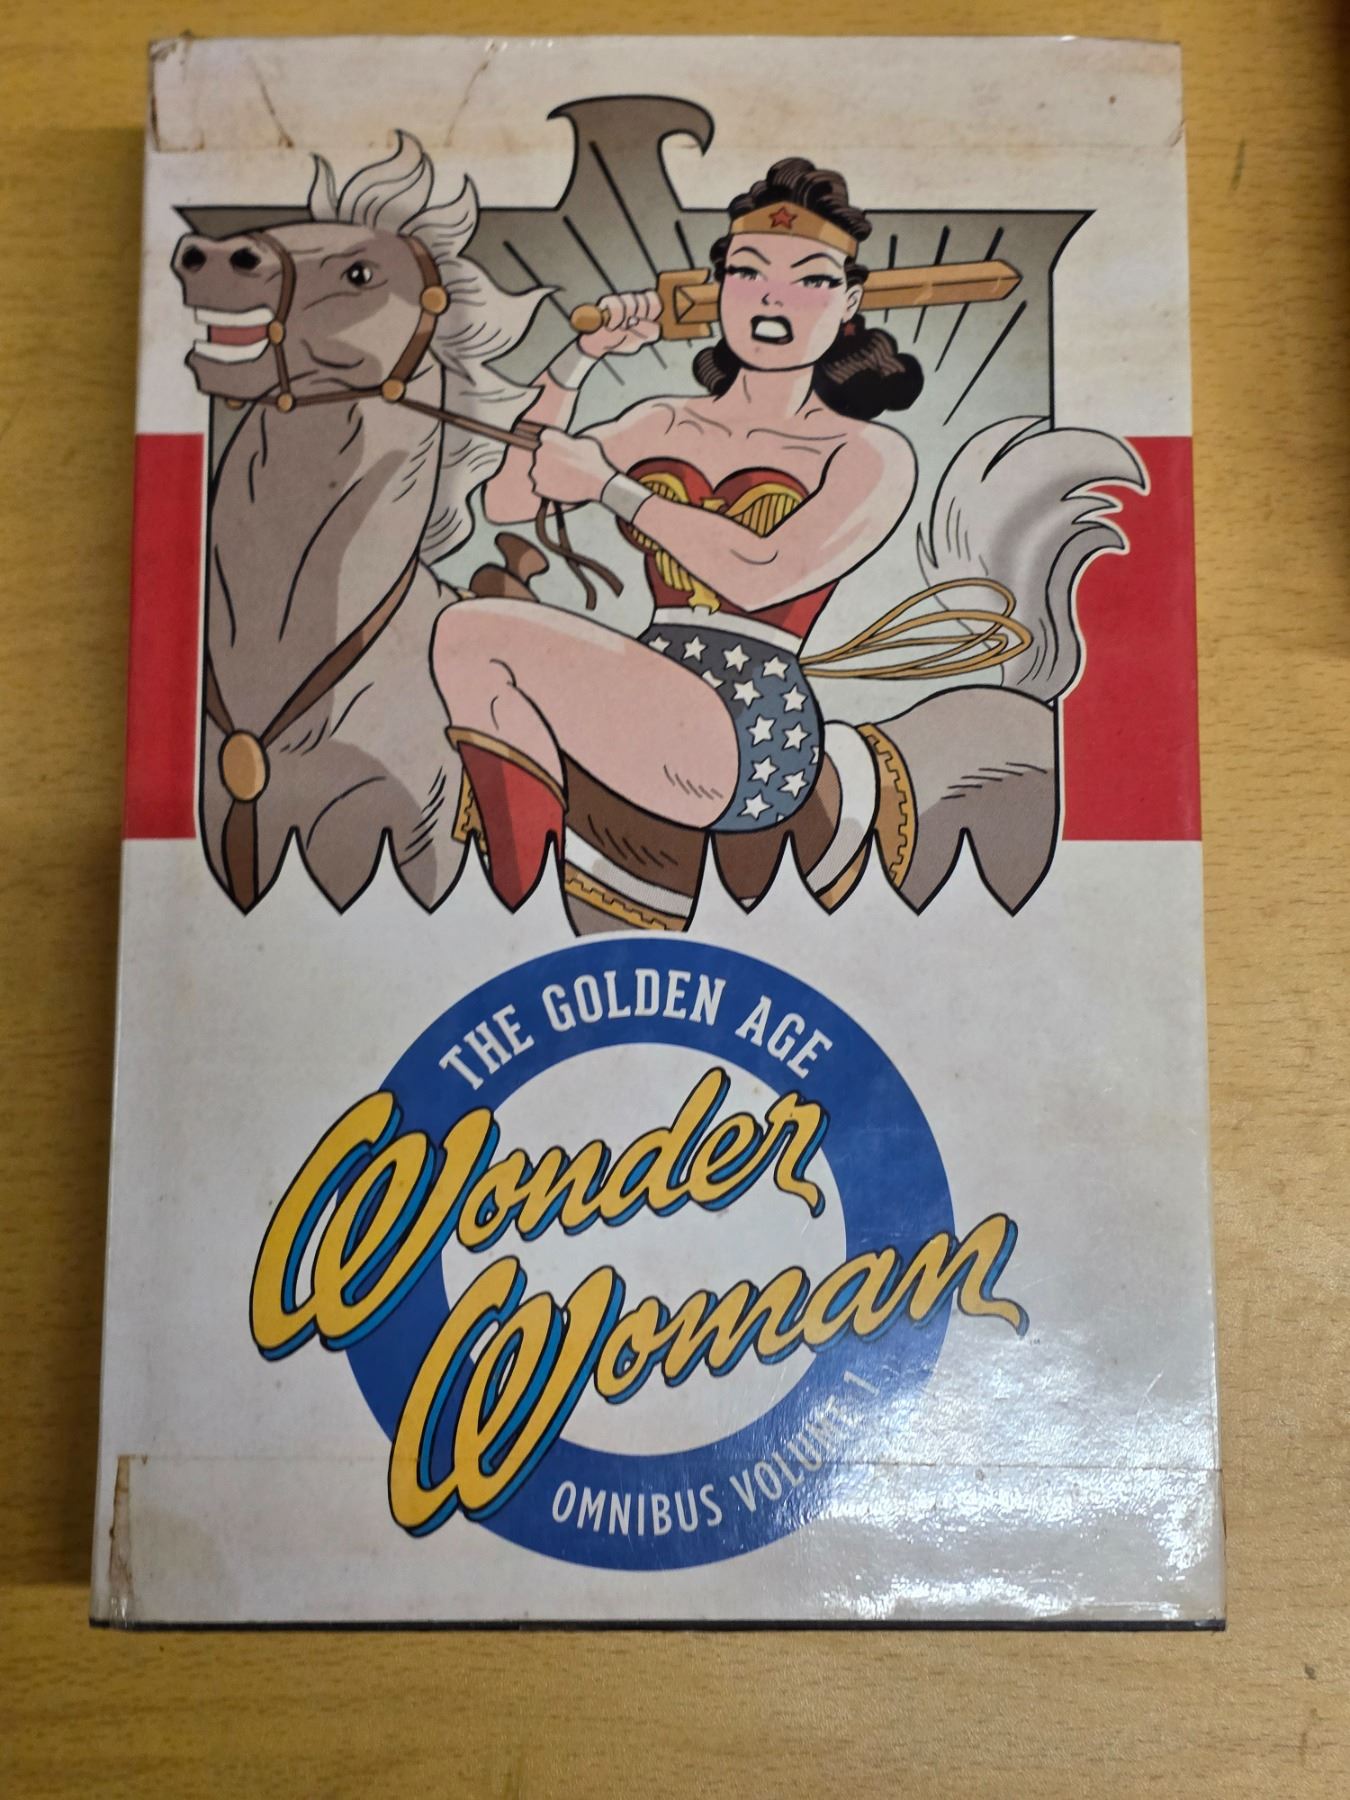 THE GOLDEN AGE
Wonder
Woman
OMNIBUS VOLUME 1